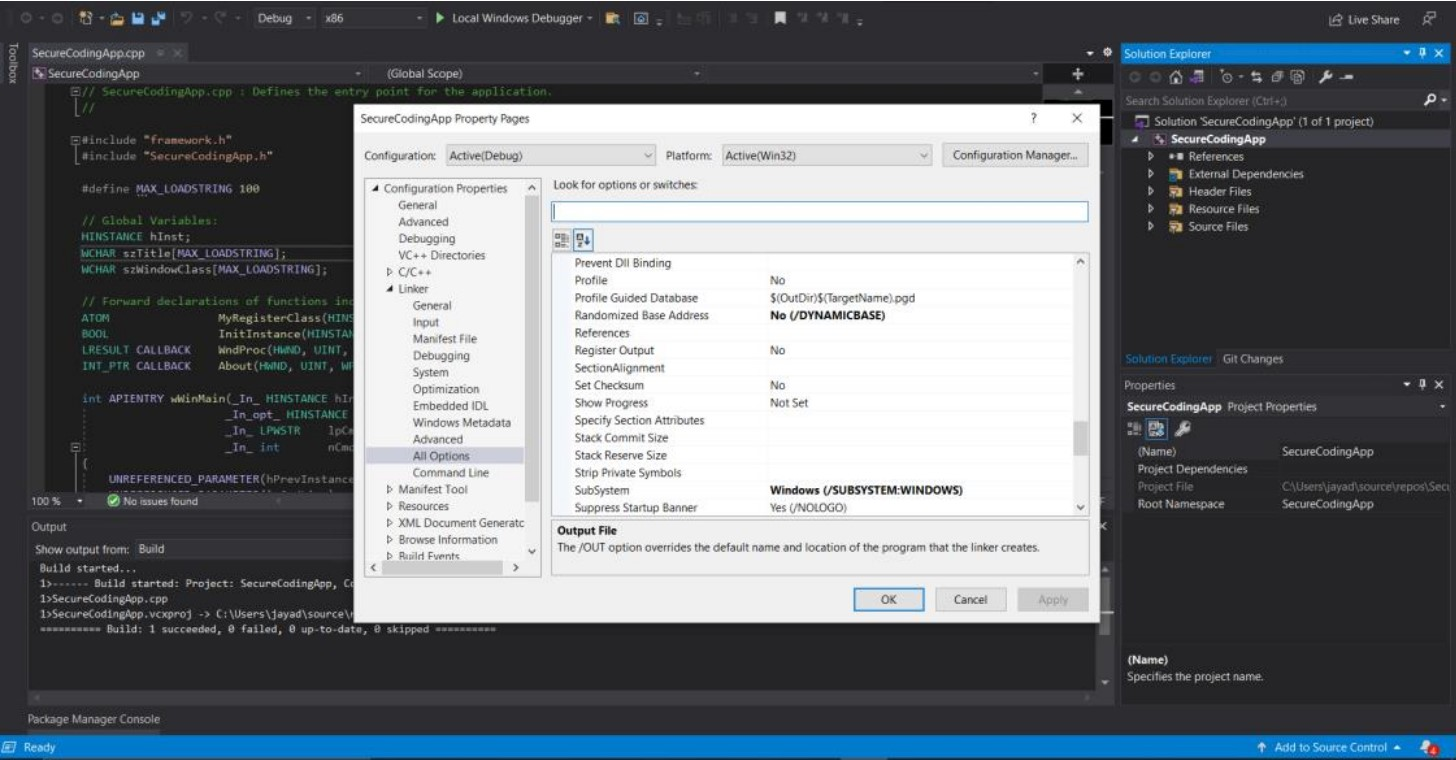 Debug
x86
Local Windows Debugger
Live Share
Toolbox
SecureCodingApp.cpp
SecureCodingApp
(Global Scope)
// SecureCodingApp.cpp : Defines the entry point for the application.
//
#include "framework.h"
#include "SecureCodingApp.h"
#define MAX_LOADSTRING 100
// Global Variables:
HINSTANCE hInst;
WCHAR szTitle[MAX_LOADSTRING];
WCHAR szWindowClass[MAX_LOADSTRING];
// Forward declarations of functions inc
ATOM MyRegisterClass(HINS
BOOL InitInstance(HINSTAN
LRESULT CALLBACK WndProc(HWND, UINT,
INT_PTR CALLBACK About(HWND, UINT, WP
int APIENTRY wWinMain(_In_ HINSTANCE hIn
_In_opt_ HINSTANCE
_In_ LPWSTR lpCm
_In_ int nCmd
{
UNREFERENCED_PARAMETER(hPrevInstance
100 %
No issues found
Output
Show output from: Build
Build started...
1>------ Build started: Project: SecureCodingApp, Co
1>SecureCodingApp.cpp
1>SecureCodingApp.vcxproj -> C:\Users\jayad\source\r
========== Build: 1 succeeded, 0 failed, 0 up-to-date, 0 skipped ==========
Package Manager Console
Ready
SecureCodingApp Property Pages
? 
Configuration: Active(Debug)
Platform: Active(Win32)
Configuration Manager...
Configuration Properties
General
Advanced
Debugging
VC++ Directories
C/C++
Linker
General
Input
Manifest File
Debugging
System
Optimization
Embedded IDL
Windows Metadata
Advanced
All Options
Command Line
Manifest Tool
Resources
XML Document Generatc
Browse Information
Build Events
Look for options or switches:
Prevent Dll Binding
Profile No
Profile Guided Database $(OutDir)$(TargetName).pgd
Randomized Base Address No (/DYNAMICBASE)
References
Register Output No
SectionAlignment
Set Checksum No
Show Progress Not Set
Specify Section Attributes
Stack Commit Size
Stack Reserve Size
Strip Private Symbols
SubSystem Windows (/SUBSYSTEM:WINDOWS)
Suppress Startup Banner Yes (/NOLOGO)
Output File
The /OUT option overrides the default name and location of the program that the linker creates.
OK
Cancel
Apply
Solution Explorer
Search Solution Explorer (Ctrl+;)
Solution 'SecureCodingApp' (1 of 1 project)
SecureCodingApp
References
External Dependencies
Header Files
Resource Files
Source Files
Solution Explorer
Git Changes
Properties
SecureCodingApp Project Properties
(Name) SecureCodingApp
Project Dependencies
Project File C:\Users\jayad\source\repos\Secu
Root Namespace SecureCodingApp
(Name)
Specifies the project name.
Add to Source Control
4